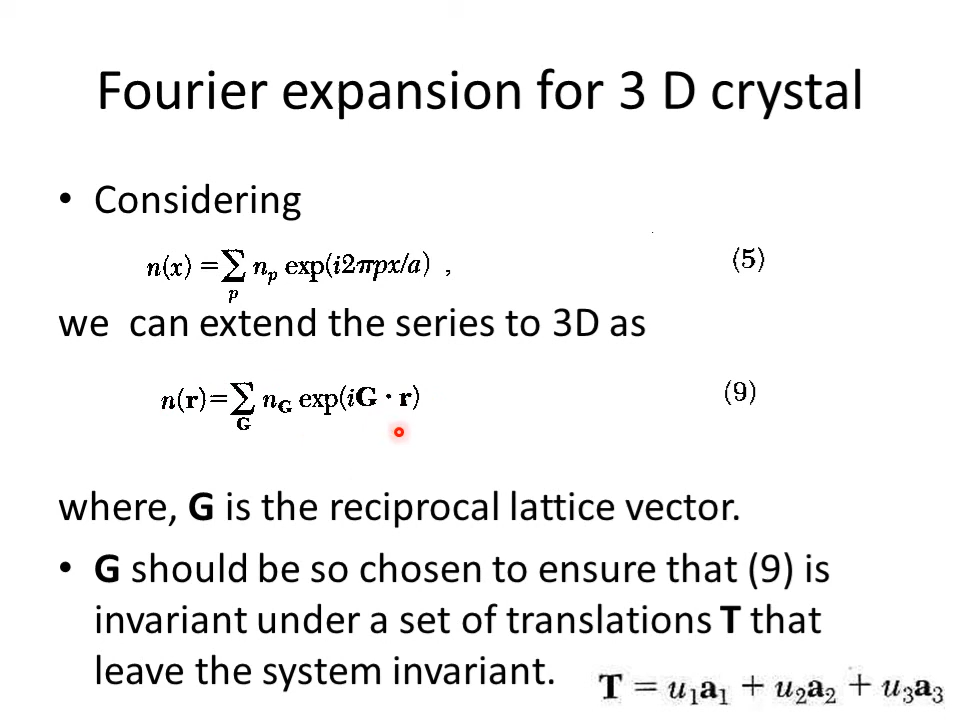 Fourier expansion for 3 D crystal
• Considering
n(x) = ∑ₚ nₚ exp(i2πpx/a) , (5)
we can extend the series to 3D as
n(r) = ∑_G n_G exp(iG · r) (9)
where, G is the reciprocal lattice vector.
• G should be so chosen to ensure that (9) is
invariant under a set of translations T that
leave the system invariant.
T = u₁a₁ + u₂a₂ + u₃a₃